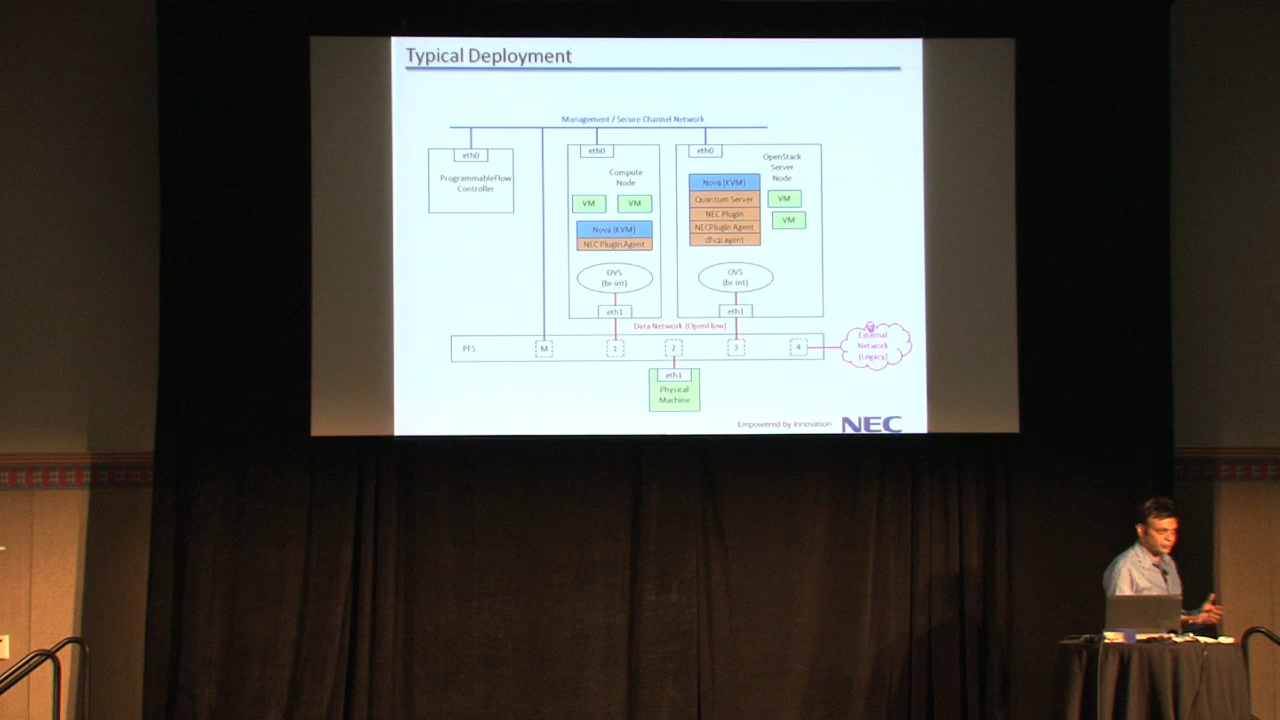 Typical Deployment
Management / Secure Channel Network
eth0
eth0
eth0
ProgrammableFlow
Controller
Compute
Node
VM
VM
Nova (KVM)
NEC Plugin Agent
OVS
(br-int)
eth1
OpenStack
Server
Node
Nova (KVM)
Quantum Server
NEC Plugin
NECPlugin Agent
dhcp agent
VM
VM
OVS
(br-int)
eth1
Data Network (OpenFlow)
PFS
M
1
2
3
4
External
Network
(Legacy)
eth1
Physical
Machine
Empowered by Innovation
NEC